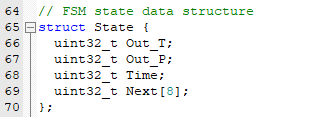 64 // FSM state data structure
65 struct State {
66 uint32_t Out_T;
67 uint32_t Out_P;
68 uint32_t Time;
69 uint32_t Next[8];
70 };